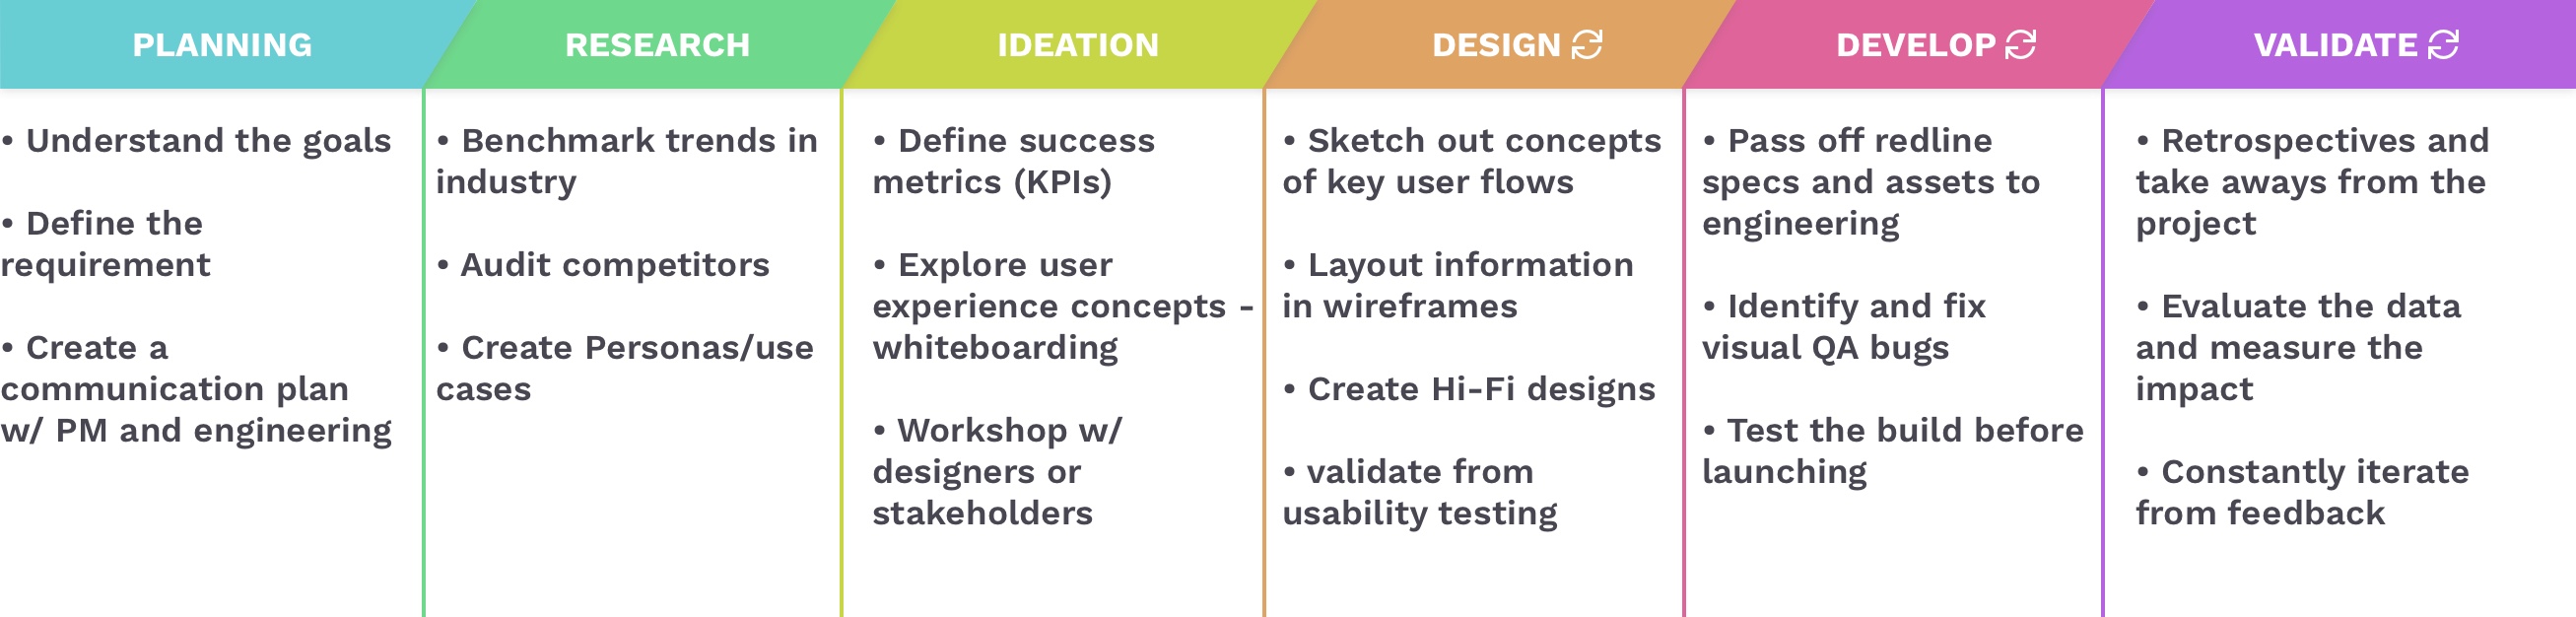 PLANNING
• Understand the goals
• Define the
requirement
• Create a
communication plan
w/ PM and engineering
RESEARCH
• Benchmark trends in
industry
• Audit competitors
• Create Personas/use
cases
IDEATION
• Define success
metrics (KPIs)
• Explore user
experience concepts -
whiteboarding
• Workshop w/
designers or
stakeholders
DESIGN
• Sketch out concepts
of key user flows
• Layout information
in wireframes
• Create Hi-Fi designs
• validate from
usability testing
DEVELOP
• Pass off redline
specs and assets to
engineering
• Identify and fix
visual QA bugs
• Test the build before
launching
VALIDATE
• Retrospectives and
take aways from the
project
• Evaluate the data
and measure the
impact
• Constantly iterate
from feedback